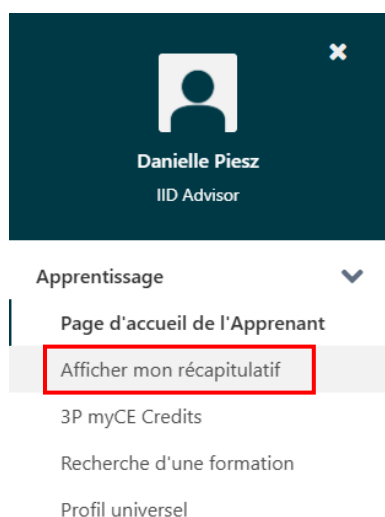 Danielle Piesz
IID Advisor
Apprentissage
Page d'accueil de l'Apprenant
Afficher mon récapitulatif
3P myCE Credits
Recherche d'une formation
Profil universel